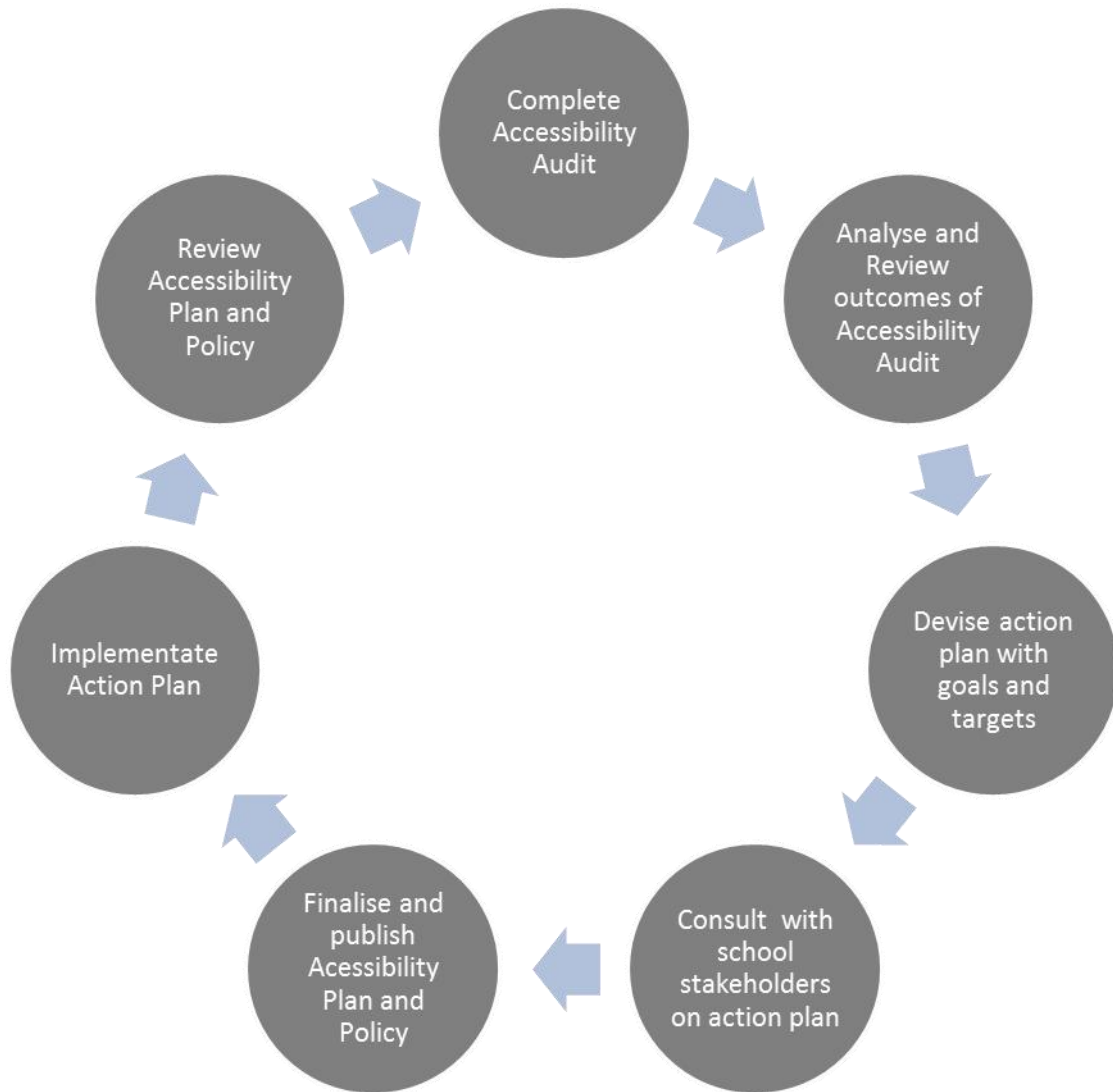 Complete
Accessibility
Audit
Analyse and
Review
outcomes of
Accessibility
Audit
Devise action
plan with
goals and
targets
Consult with
school
stakeholders
on action plan
Finalise and
publish
Acessibility
Plan and
Policy
Implementate
Action Plan
Review
Accessibility
Plan and
Policy